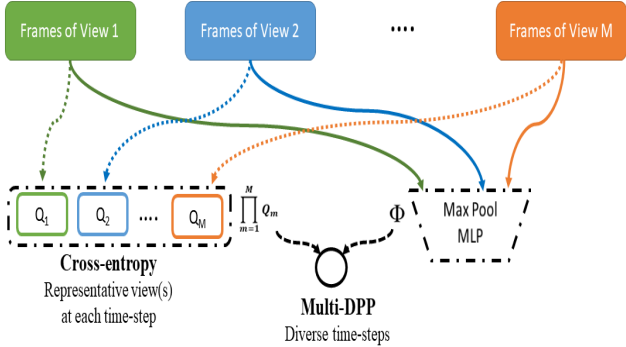 Frames of View 1
Frames of View 2
....
Frames of View M
Q1
Q2
....
QM
M
∏ Qm
m=1
Φ
Max Pool
MLP
Cross-entropy
Representative view(s)
at each time-step
Multi-DPP
Diverse time-steps